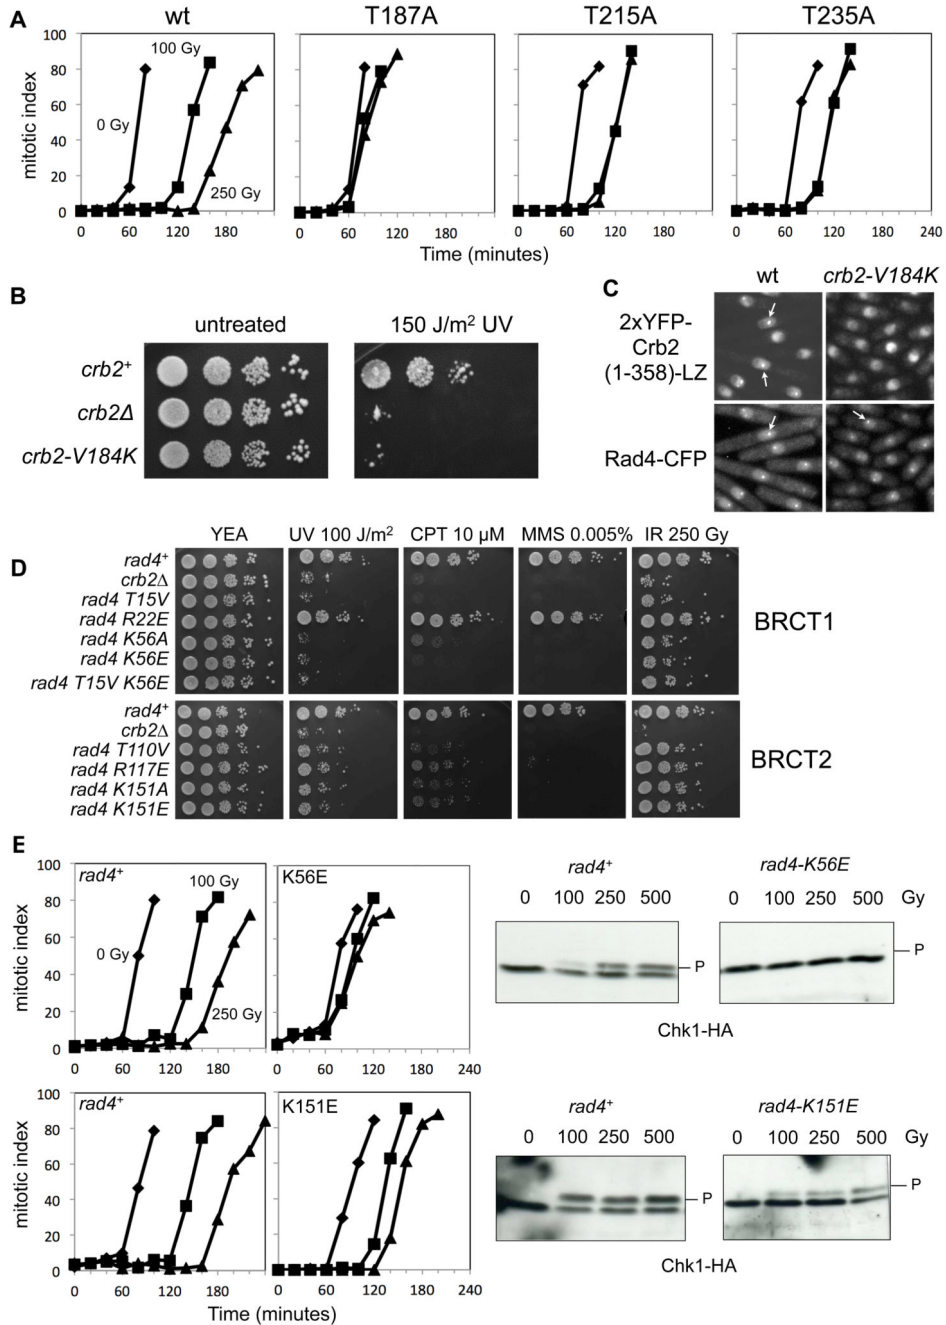 A
wt
T187A
T215A
T235A
mitotic index
100
80
60
40
20
0
100 Gy
0 Gy
250 Gy
0 60 120 180
0 60 120 180
0 60 120 180
0 60 120 180 240
Time (minutes)
B
untreated
150 J/m² UV
crb2⁺
crb2Δ
crb2-V184K
C
wt
crb2-V184K
2xYFP-
Crb2
(1-358)-LZ
Rad4-CFP
D
YEA
UV 100 J/m²
CPT 10 µM
MMS 0.005%
IR 250 Gy
rad4⁺
crb2Δ
rad4 T15V
rad4 R22E
rad4 K56A
rad4 K56E
rad4 T15V K56E
BRCT1
rad4⁺
crb2Δ
rad4 T110V
rad4 R117E
rad4 K151A
rad4 K151E
BRCT2
E
mitotic index
100
80
60
40
20
0
rad4⁺
100 Gy
0 Gy
250 Gy
K56E
0 60 120 180
0 60 120 180 240
rad4⁺
0 100 250 500
P
rad4-K56E
0 100 250 500 Gy
P
Chk1-HA
mitotic index
100
80
60
40
20
0
rad4⁺
K151E
0 60 120 180
0 60 120 180 240
Time (minutes)
rad4⁺
0 100 250 500
P
rad4-K151E
0 100 250 500 Gy
P
Chk1-HA